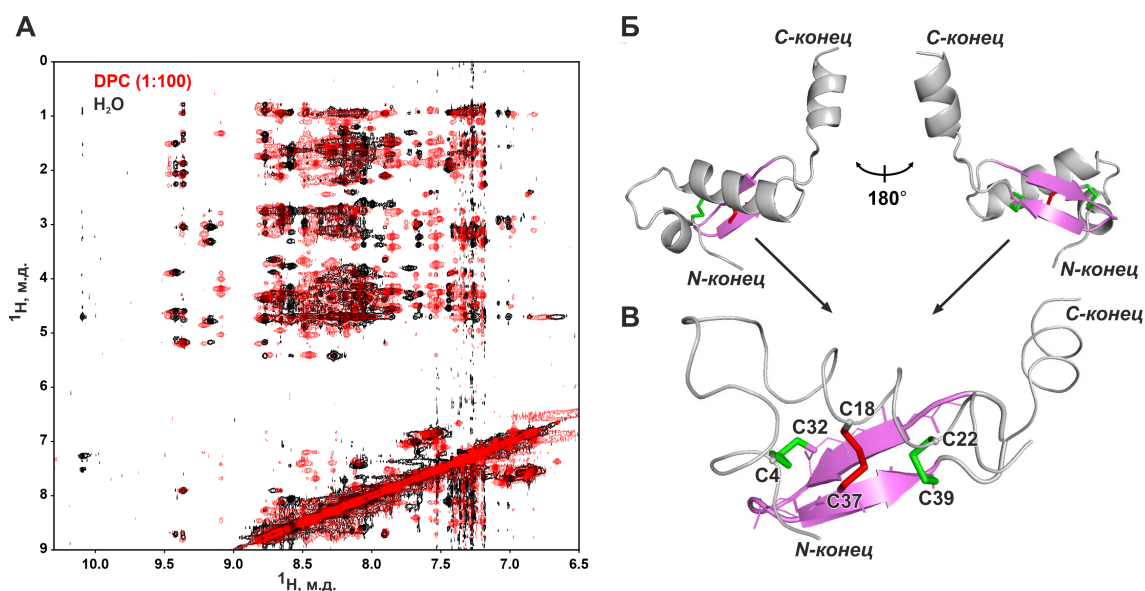 А
DPC (1:100)
H₂O
0
1
2
3
4
5
6
7
8
9
¹H, м.д.
10.0
9.5
9.0
8.5
8.0
7.5
7.0
6.5
¹H, м.д.
Б
С-конец
С-конец
180°
N-конец
N-конец
В
С-конец
C18
C32
C22
C4
C37
C39
N-конец